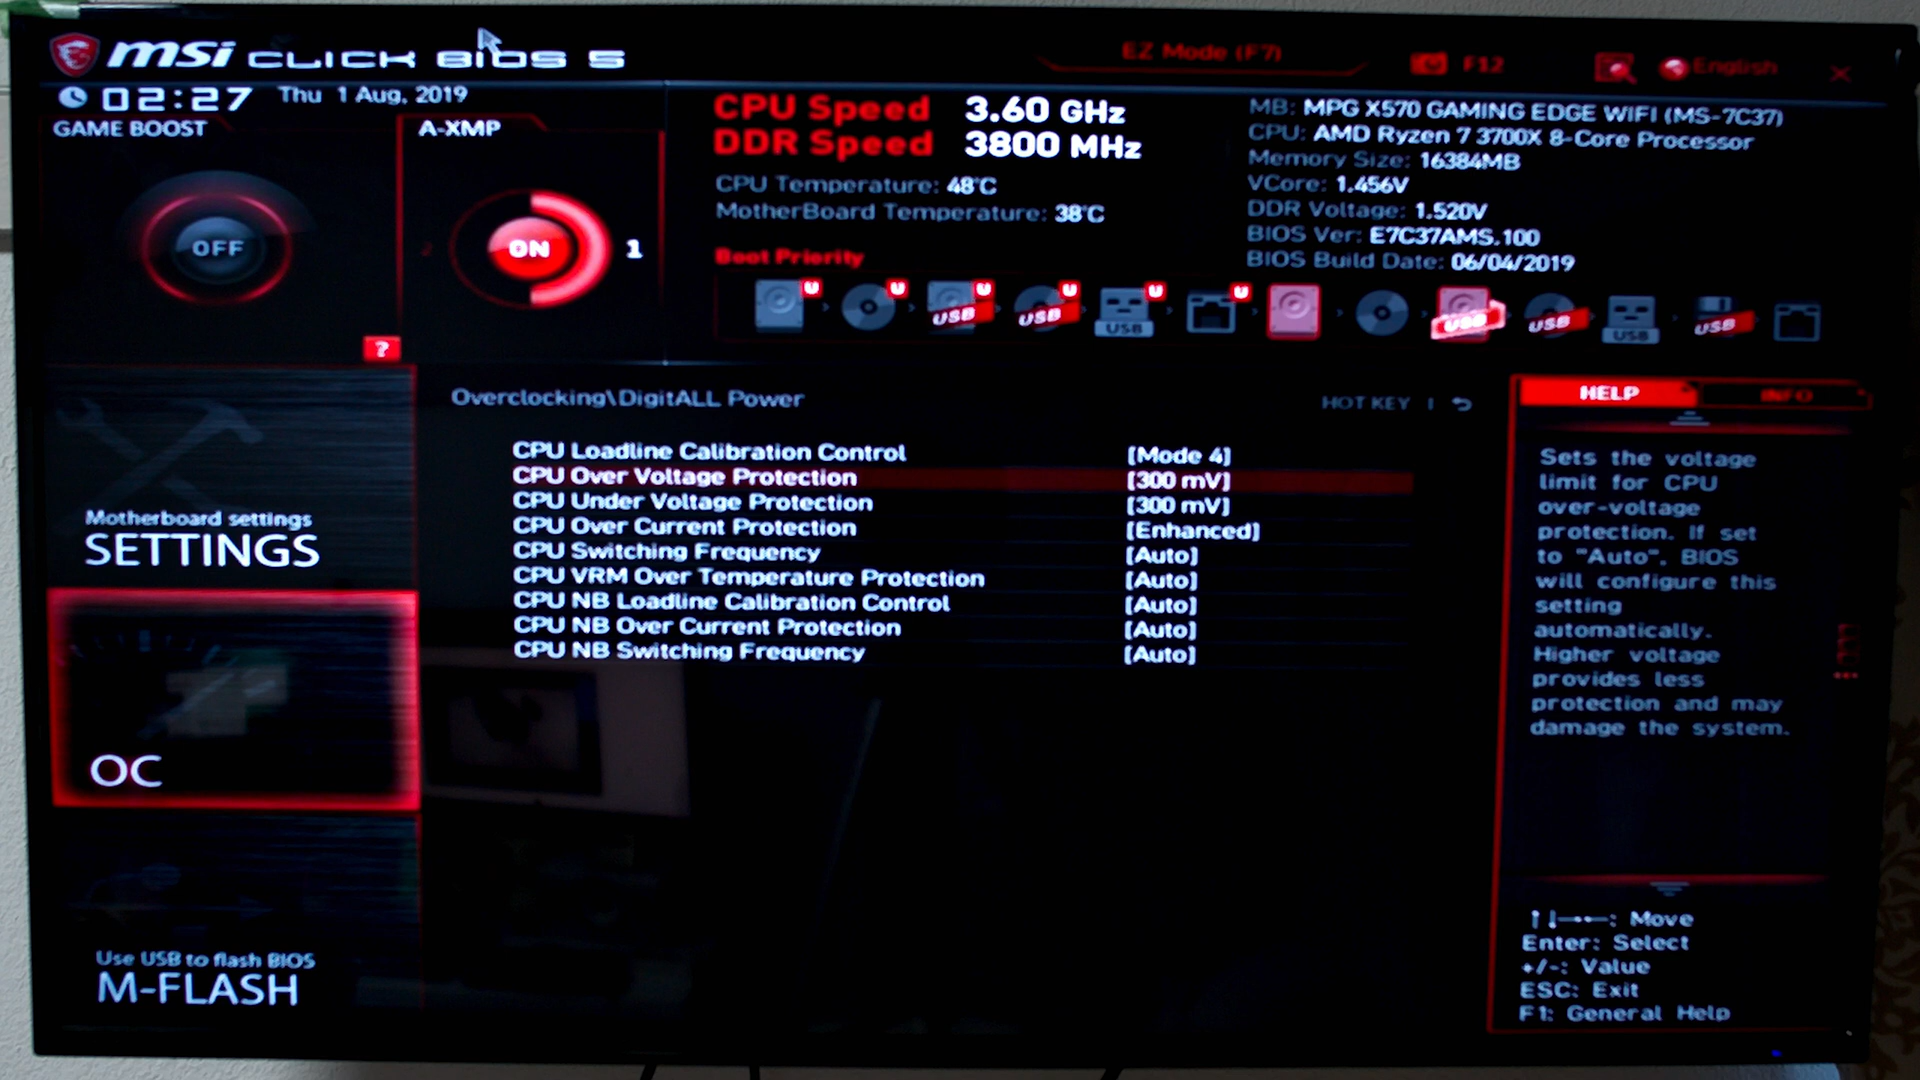 msi CLICK BIOS 5
EZ Mode (F7)
F12
English
X
02:27 Thu 1 Aug, 2019
GAME BOOST
A-XMP
OFF
2
ON
1
?
CPU Speed 3.60 GHz
DDR Speed 3800 MHz
CPU Temperature: 48°C
MotherBoard Temperature: 38°C
MB: MPG X570 GAMING EDGE WIFI (MS-7C37)
CPU: AMD Ryzen 7 3700X 8-Core Processor
Memory Size: 16384MB
VCore: 1.456V
DDR Voltage: 1.520V
BIOS Ver: E7C37AMS.100
BIOS Build Date: 06/04/2019
Boot Priority
U U U U U U
USB USB USB USB USB USB USB
Motherboard settings
SETTINGS
OC
Use USB to flash BIOS
M-FLASH
Overclocking\DigitALL Power
HOT KEY |
CPU Loadline Calibration Control [Mode 4]
CPU Over Voltage Protection [300 mV]
CPU Under Voltage Protection [300 mV]
CPU Over Current Protection [Enhanced]
CPU Switching Frequency [Auto]
CPU VRM Over Temperature Protection [Auto]
CPU NB Loadline Calibration Control [Auto]
CPU NB Over Current Protection [Auto]
CPU NB Switching Frequency [Auto]
HELP
INFO
Sets the voltage
limit for CPU
over-voltage
protection. If set
to "Auto", BIOS
will configure this
setting
automatically.
Higher voltage
provides less
protection and may
damage the system.
↑↓→←: Move
Enter: Select
+/-: Value
ESC: Exit
F1: General Help